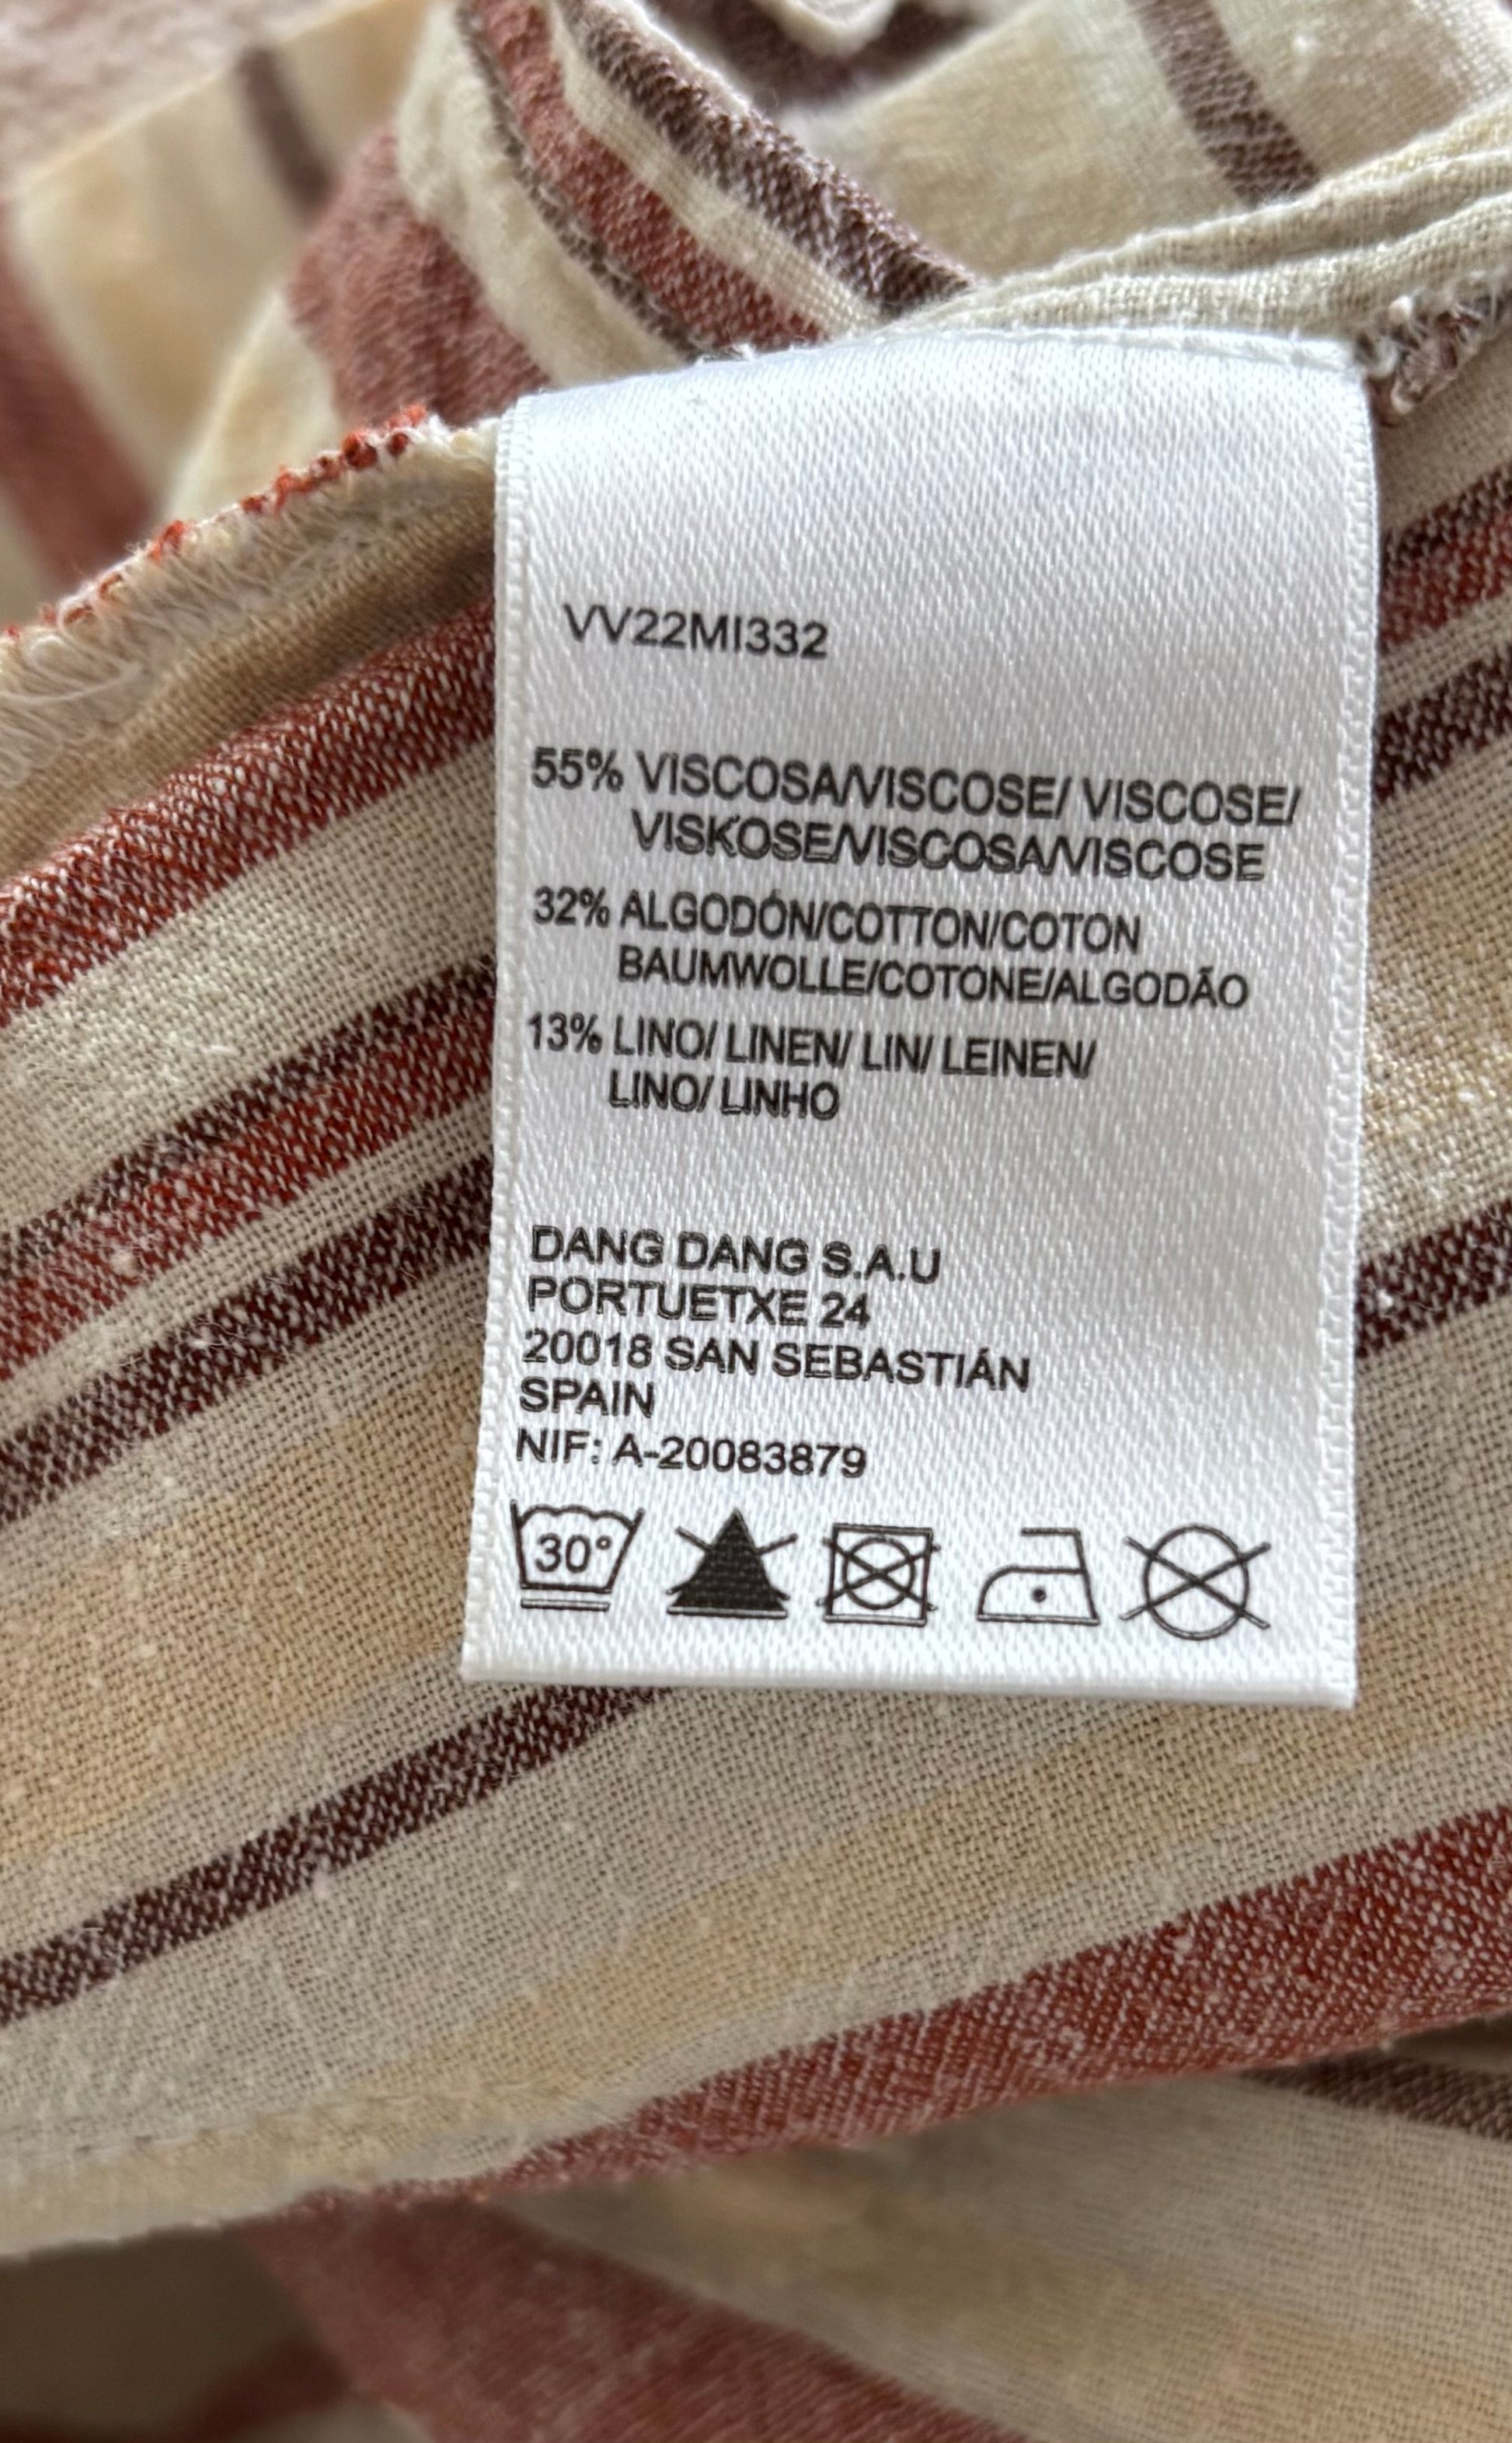 VV22MI332
55% VISCOSA/VISCOSE/ VISCOSE/
VISKOSE/VISCOSA/VISCOSE
32% ALGODÓN/COTTON/COTON
BAUMWOLLE/COTONE/ALGODÃO
13% LINO/ LINEN/ LIN/ LEINEN/
LINO/ LINHO
DANG DANG S.A.U
PORTUETXE 24
20018 SAN SEBASTIÁN
SPAIN
NIF: A-20083879
30°